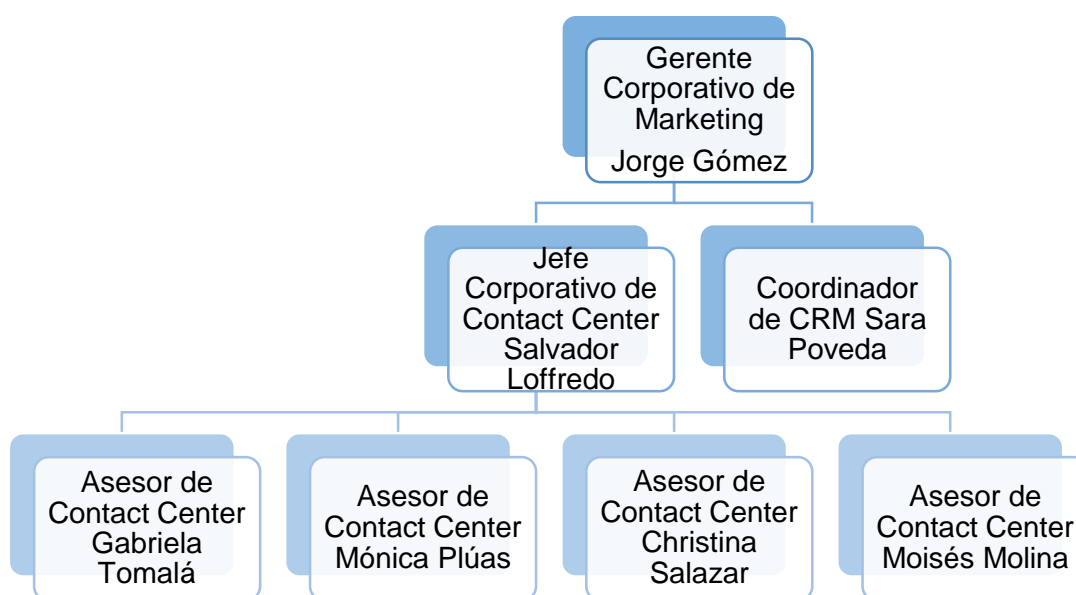 Gerente
Corporativo de
Marketing
Jorge Gómez
Jefe
Corporativo de
Contact Center
Salvador
Loffredo
Coordinador
de CRM Sara
Poveda
Asesor de
Contact Center
Gabriela
Tomalá
Asesor de
Contact Center
Mónica Plúas
Asesor de
Contact Center
Christina
Salazar
Asesor de
Contact Center
Moisés Molina